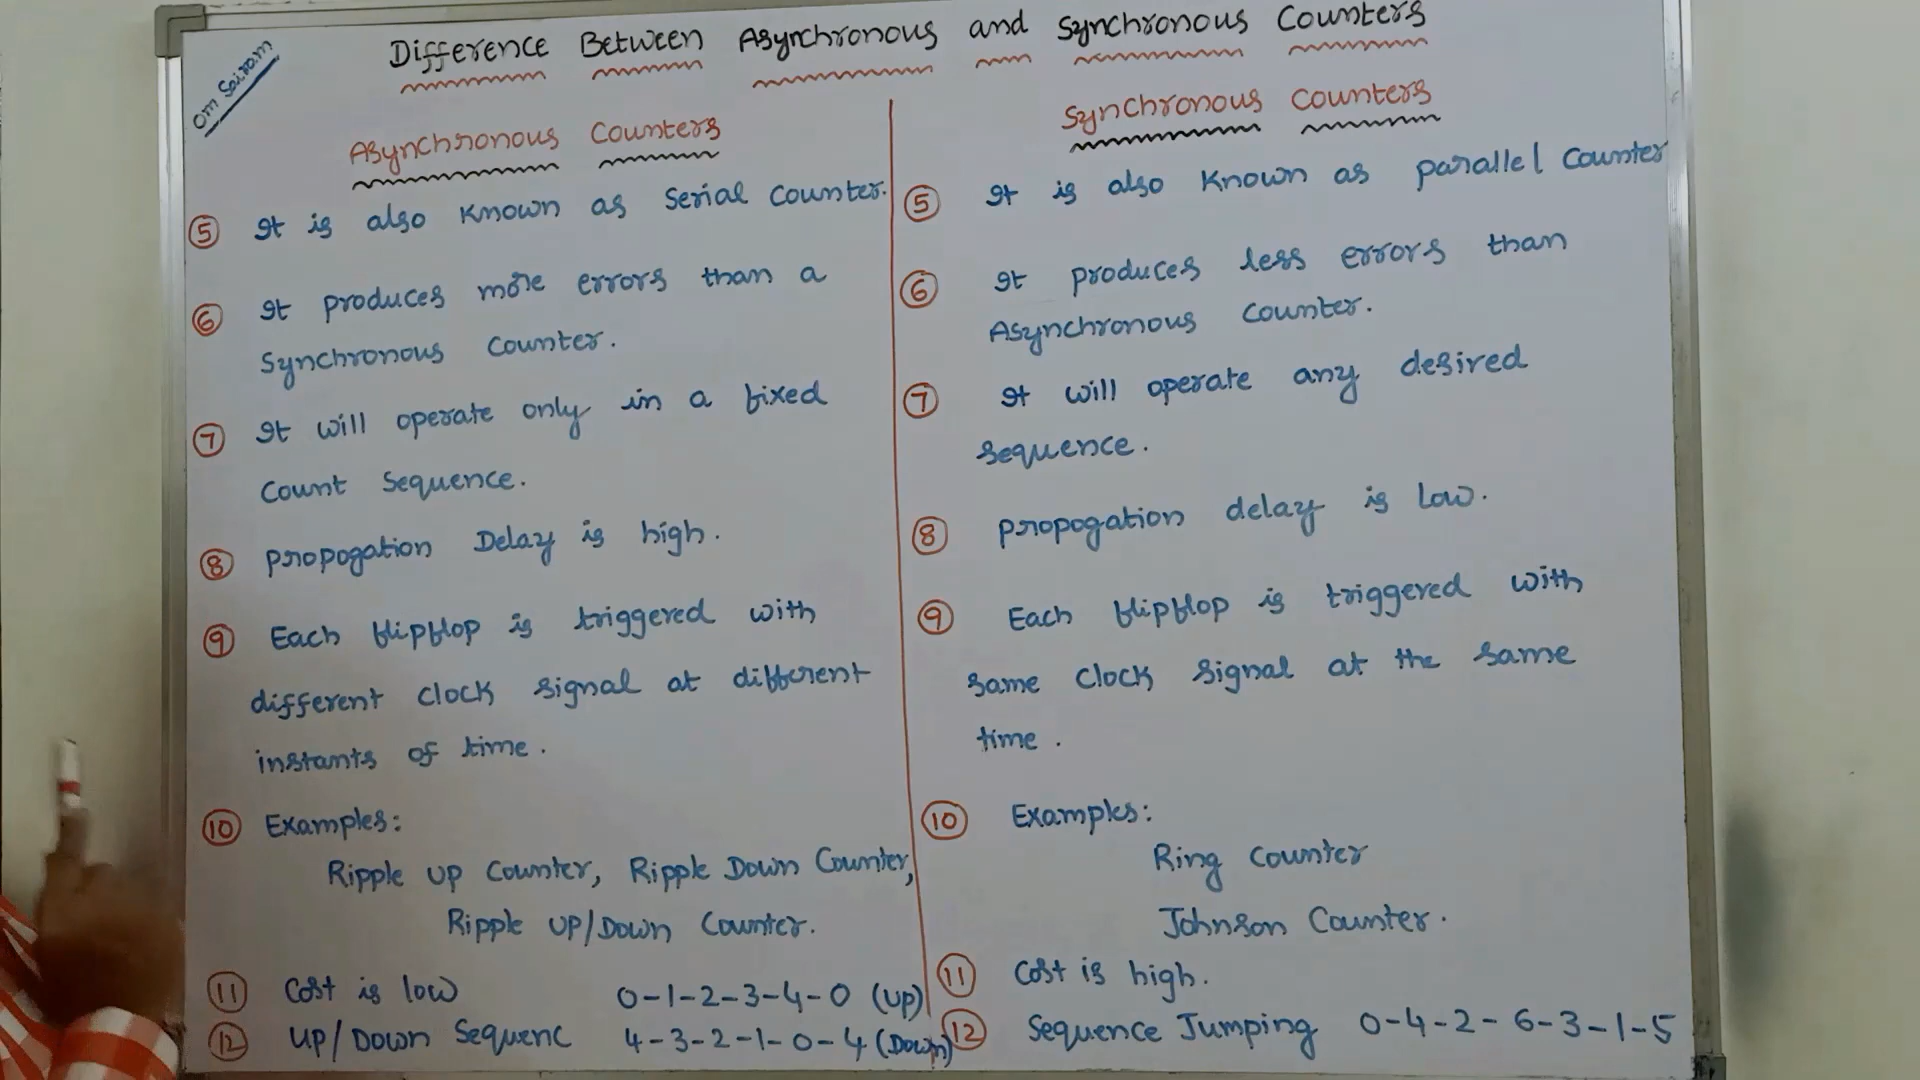 Om Sairam
Difference Between Asynchronous and Synchronous Counters
Asynchronous Counters
⑤ It is also Known as Serial Counter.
⑥ It produces more errors than a
Synchronous Counter.
⑦ It will operate only in a fixed
Count Sequence.
⑧ Propogation Delay is high.
⑨ Each flipflop is triggered with
different clock signal at different
instants of time.
⑩ Examples:
Ripple Up Counter, Ripple Down Counter,
Ripple UP/Down Counter.
⑪ Cost is low 0-1-2-3-4-0 (Up)
⑫ UP/Down Sequenc 4-3-2-1-0-4 (Down)
Synchronous Counters
⑤ It is also Known as parallel Counter
⑥ It produces less errors than
Asynchronous Counter.
⑦ It will operate any desired
sequence.
⑧ Propogation delay is low.
⑨ Each flipflop is triggered with
same clock signal at the same
time.
⑩ Examples:
Ring Counter
Johnson Counter.
⑪ Cost is high.
⑫ Sequence Jumping 0-4-2-6-3-1-5